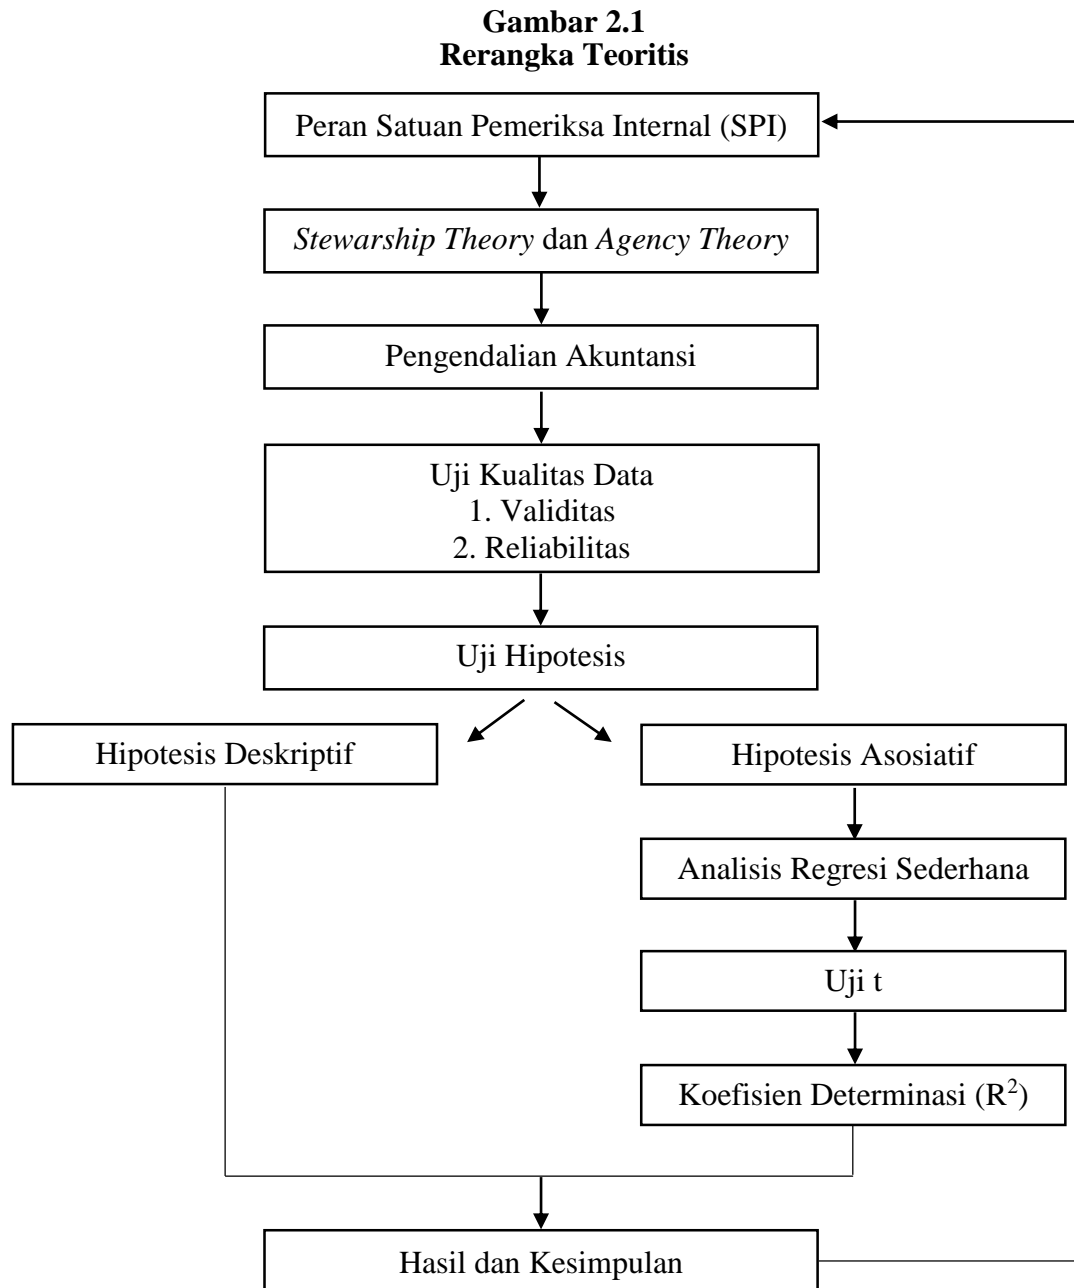 Gambar 2.1
Rerangka Teoritis
Peran Satuan Pemeriksa Internal (SPI)
Stewarship Theory dan Agency Theory
Pengendalian Akuntansi
Uji Kualitas Data
1. Validitas
2. Reliabilitas
Uji Hipotesis
Hipotesis Deskriptif
Hipotesis Asosiatif
Analisis Regresi Sederhana
Uji t
Koefisien Determinasi (R²)
Hasil dan Kesimpulan